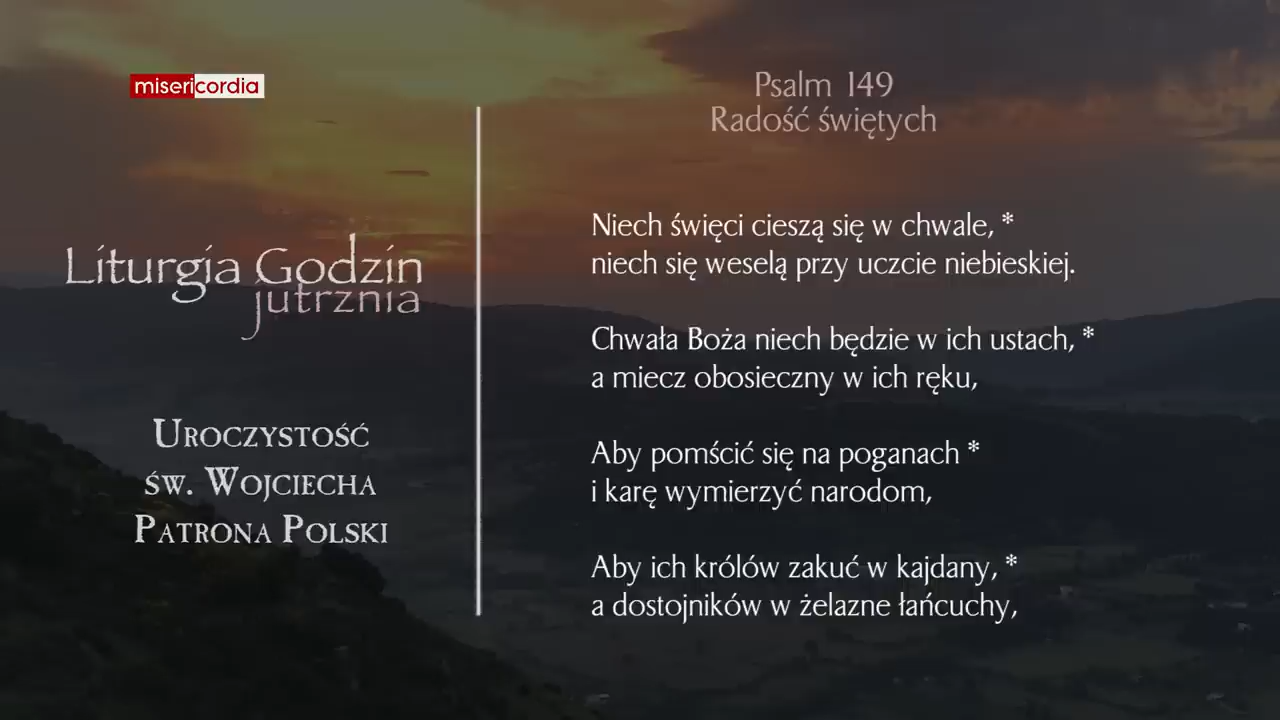 misericordia
Liturgia Godzin
jutrznia
Uroczystość
św. Wojciecha
Patrona Polski
Psalm 149
Radość świętych
Niech święci cieszą się w chwale, *
niech się weselą przy uczcie niebieskiej.
Chwała Boża niech będzie w ich ustach, *
a miecz obosieczny w ich ręku,
Aby pomścić się na poganach *
i karę wymierzyć narodom,
Aby ich królów zakuć w kajdany, *
a dostojników w żelazne łańcuchy,